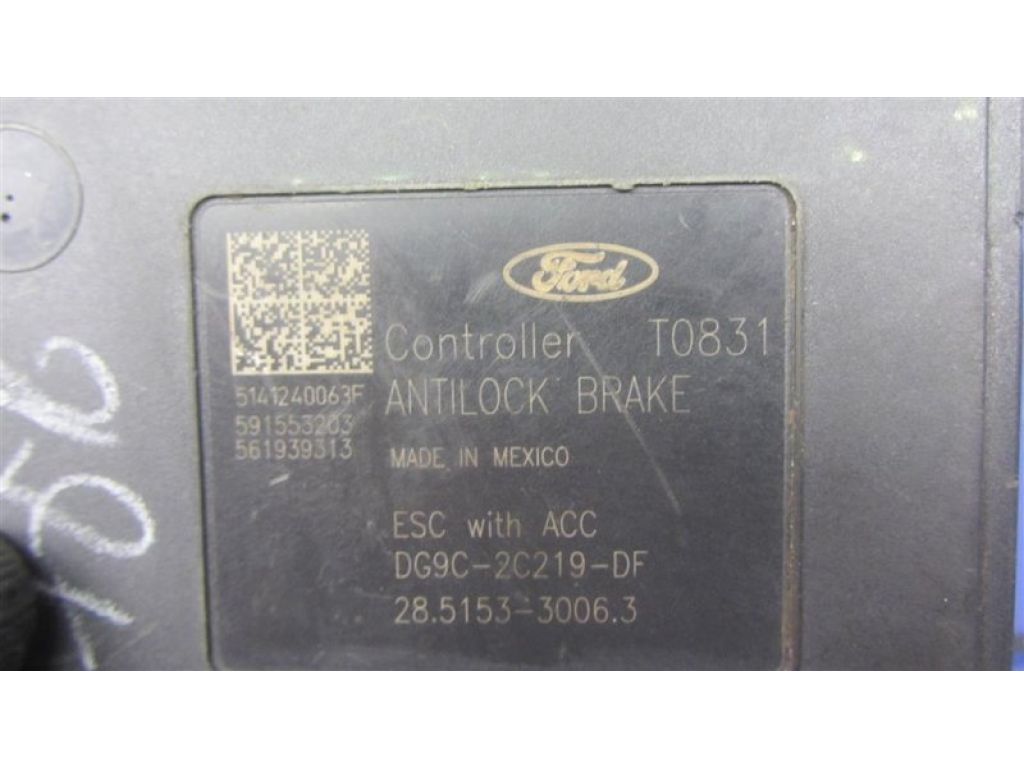 Ford
Controller T0831
ANTILOCK BRAKE
5141240063F
591553203
561939313
MADE IN MEXICO
ESC with ACC
DG9C-2C219-DF
28.5153-3006.3